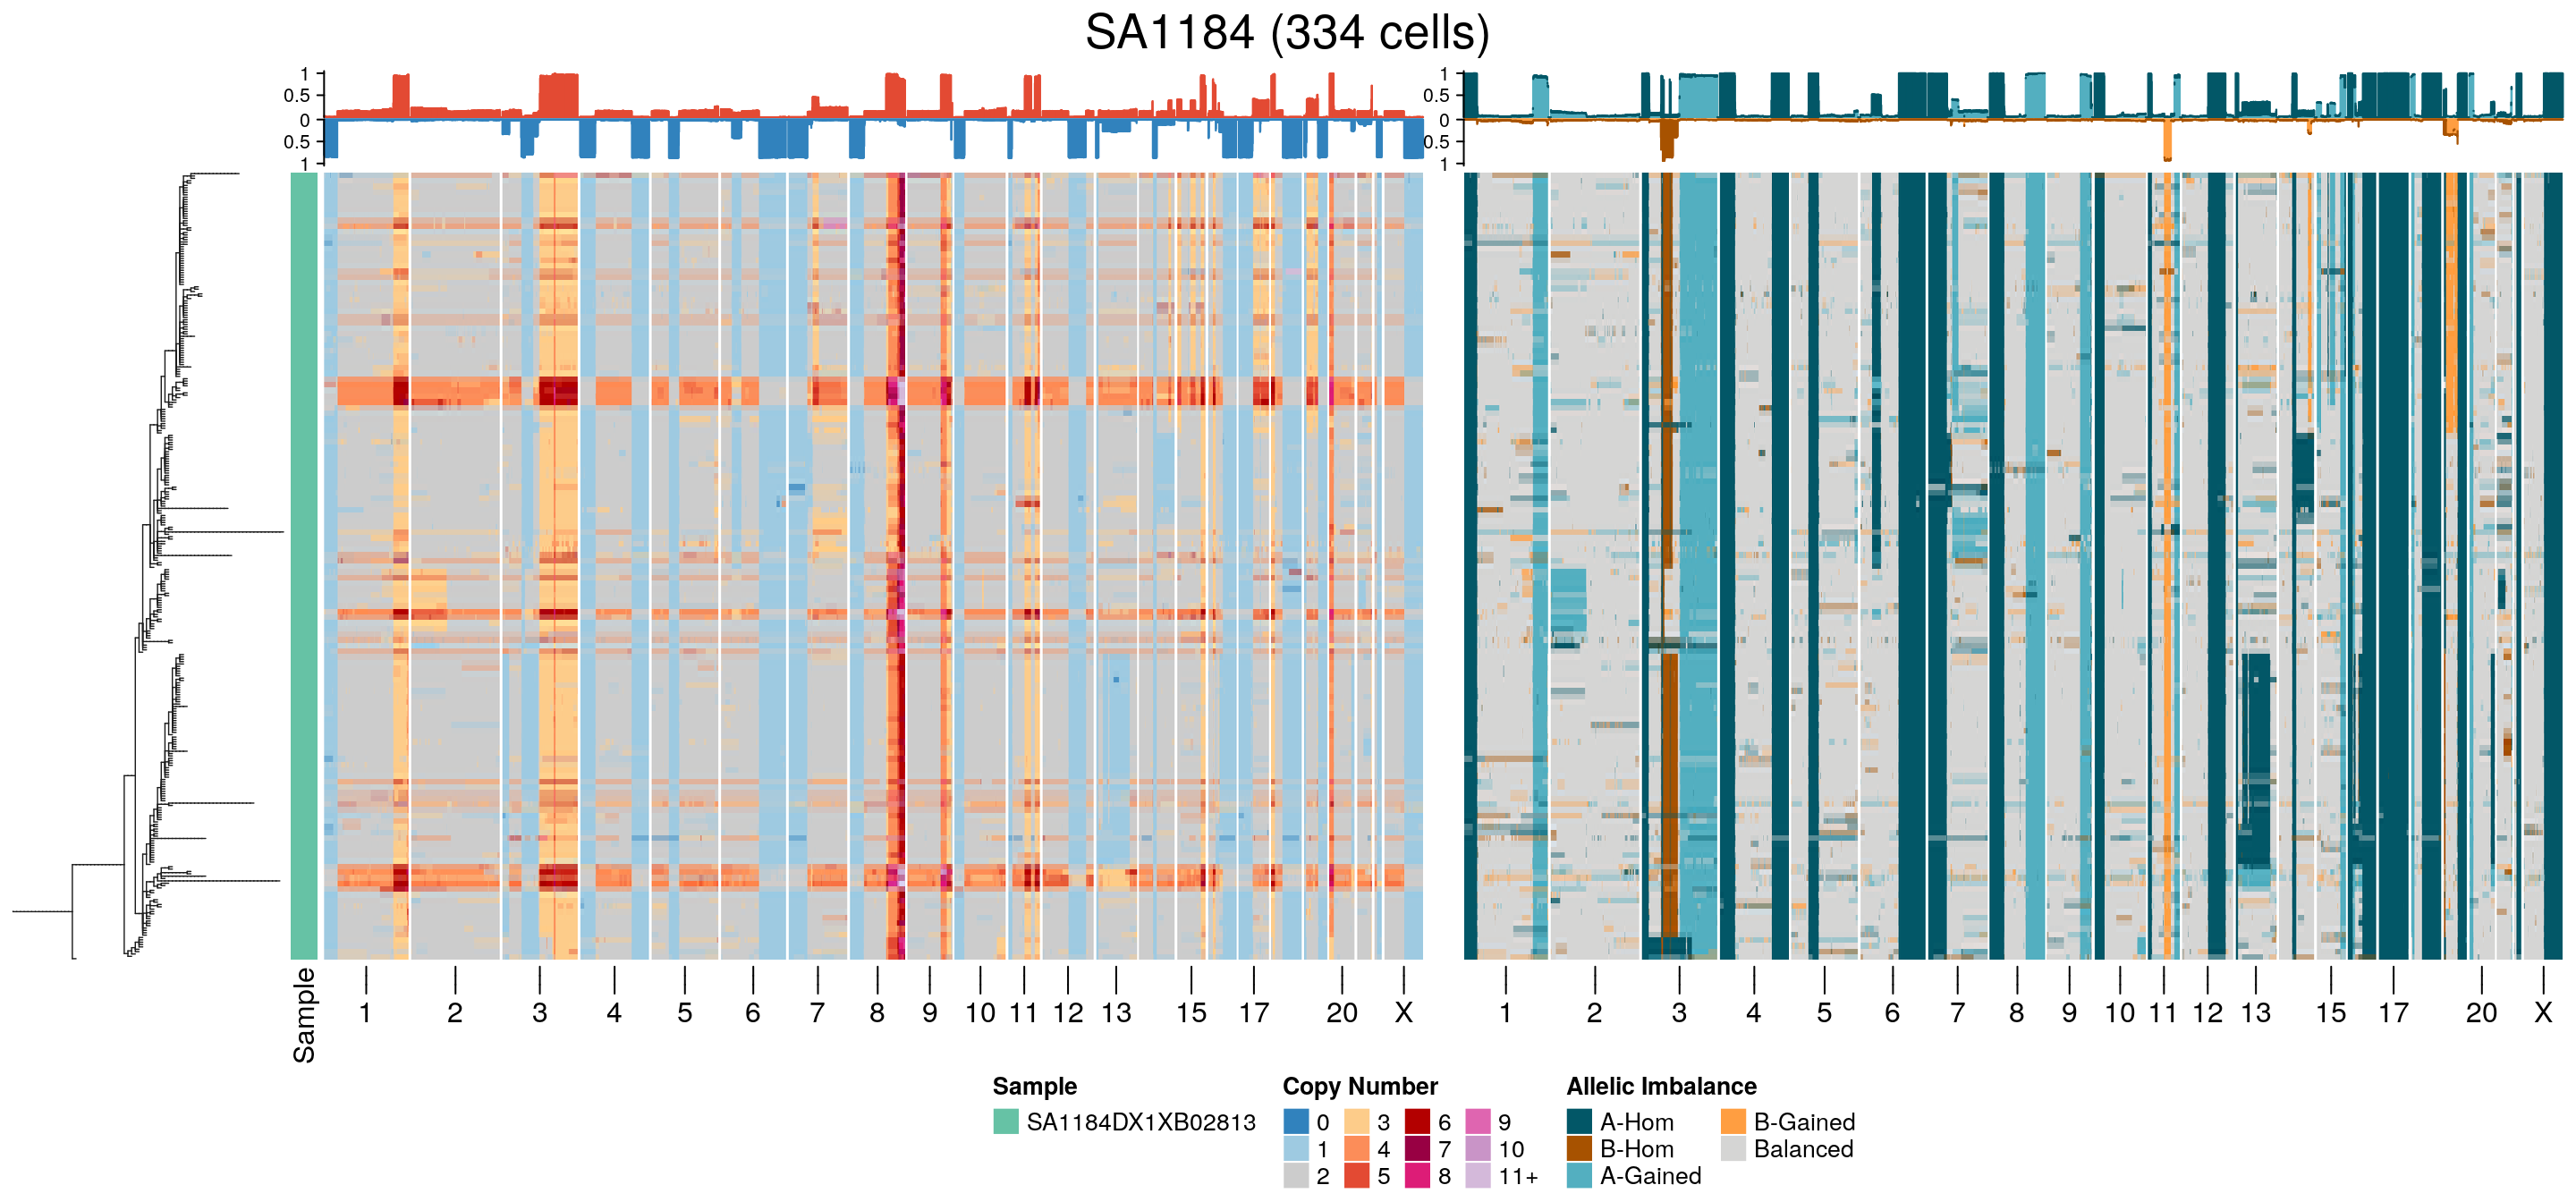 SA1184 (334 cells)
1 1
0.5 0.5
0 0
0.5 0.5
1 1
Sample
1 2 3 4 5 6 7 8 9 10 11 12 13 15 17 20 X
1 2 3 4 5 6 7 8 9 10 11 12 13 15 17 20 X
Sample Copy Number Allelic Imbalance
SA1184DX1XB02813 0 3 6 9 A-Hom B-Gained
1 4 7 10 B-Hom Balanced
2 5 8 11+ A-Gained